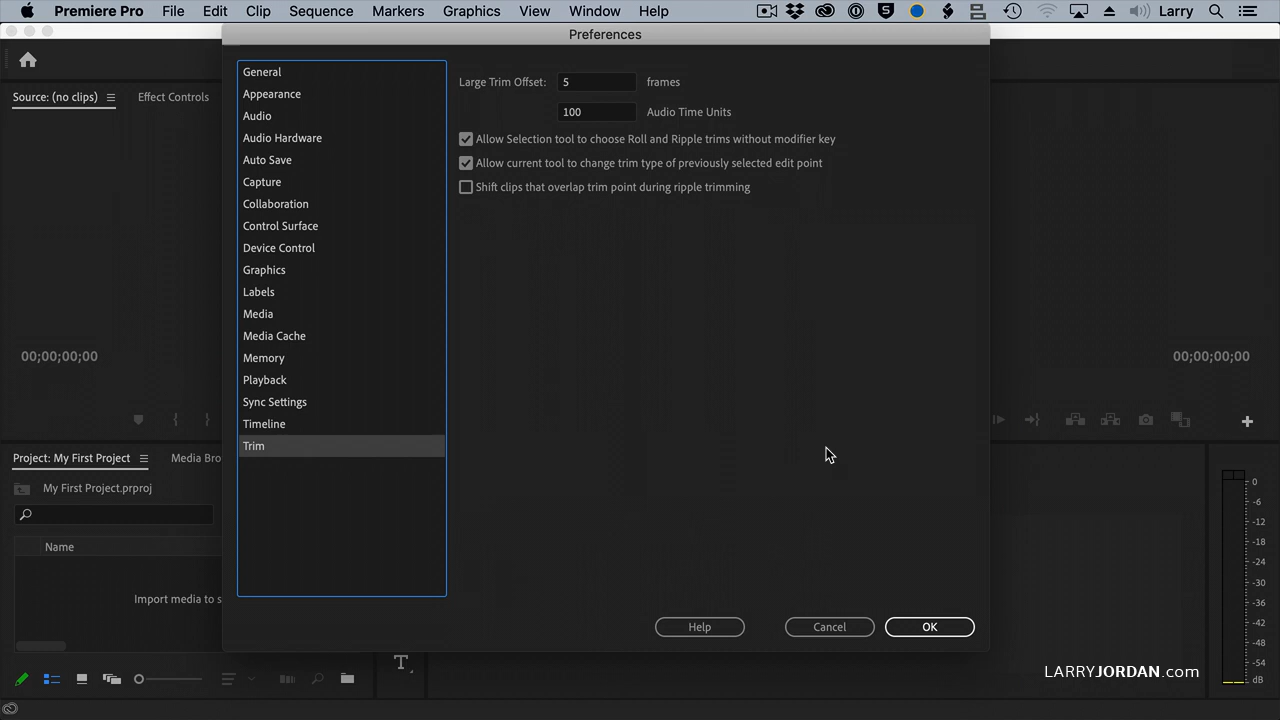 Premiere Pro File Edit Clip Sequence Markers Graphics View Window Help Larry
Preferences
Source: (no clips) Effect Controls
General
Appearance
Audio
Audio Hardware
Auto Save
Capture
Collaboration
Control Surface
Device Control
Graphics
Labels
Media
Media Cache
Memory
Playback
Sync Settings
Timeline
Trim
Large Trim Offset: 5 frames
100 Audio Time Units
Allow Selection tool to choose Roll and Ripple trims without modifier key
Allow current tool to change trim type of previously selected edit point
Shift clips that overlap trim point during ripple trimming
00;00;00;00
00;00;00;00
Project: My First Project Media Bro
My First Project.prproj
Name
Import media to s
Help Cancel OK
0
-6
-12
-18
-24
-30
-36
-42
-48
-54
dB
LARRYJORDAN.com